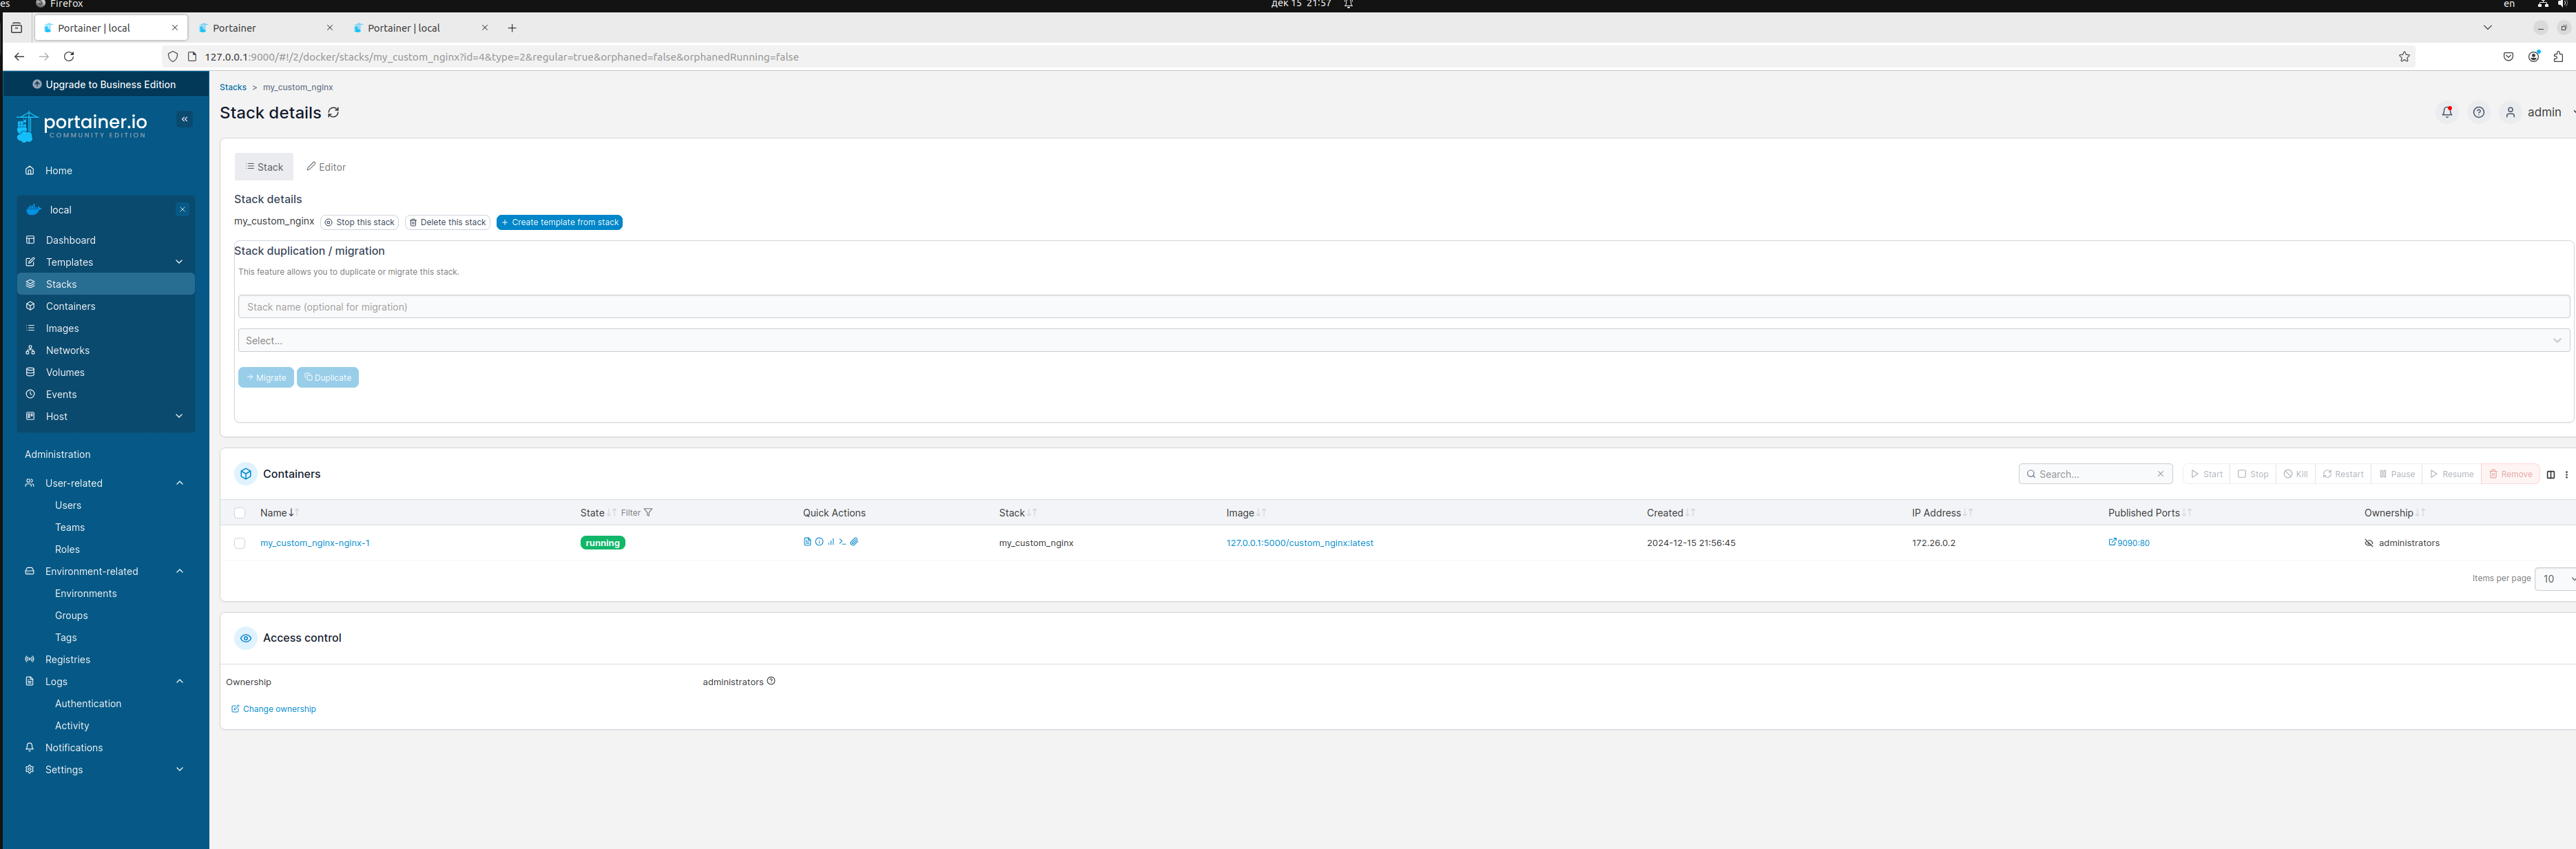 es Firefox дек 15 21:57 en
Portainer | local Portainer Portainer | local
127.0.0.1:9000/#!/2/docker/stacks/my_custom_nginx?id=4&type=2&regular=true&orphaned=false&orphanedRunning=false
Upgrade to Business Edition
portainer.io
COMMUNITY EDITION
Home
local
Dashboard
Templates
Stacks
Containers
Images
Networks
Volumes
Events
Host
Administration
User-related
Users
Teams
Roles
Environment-related
Environments
Groups
Tags
Registries
Logs
Authentication
Activity
Notifications
Settings
Stacks > my_custom_nginx
Stack details
admin
Stack Editor
Stack details
my_custom_nginx Stop this stack Delete this stack + Create template from stack
Stack duplication / migration
This feature allows you to duplicate or migrate this stack.
Stack name (optional for migration)
Select...
Migrate Duplicate
Containers
Search... Start Stop Kill Restart Pause Resume Remove
Name State Filter Quick Actions Stack Image Created IP Address Published Ports Ownership
my_custom_nginx-nginx-1 running my_custom_nginx 127.0.0.1:5000/custom_nginx:latest 2024-12-15 21:56:45 172.26.0.2 9090:80 administrators
Items per page 10
Access control
Ownership administrators
Change ownership